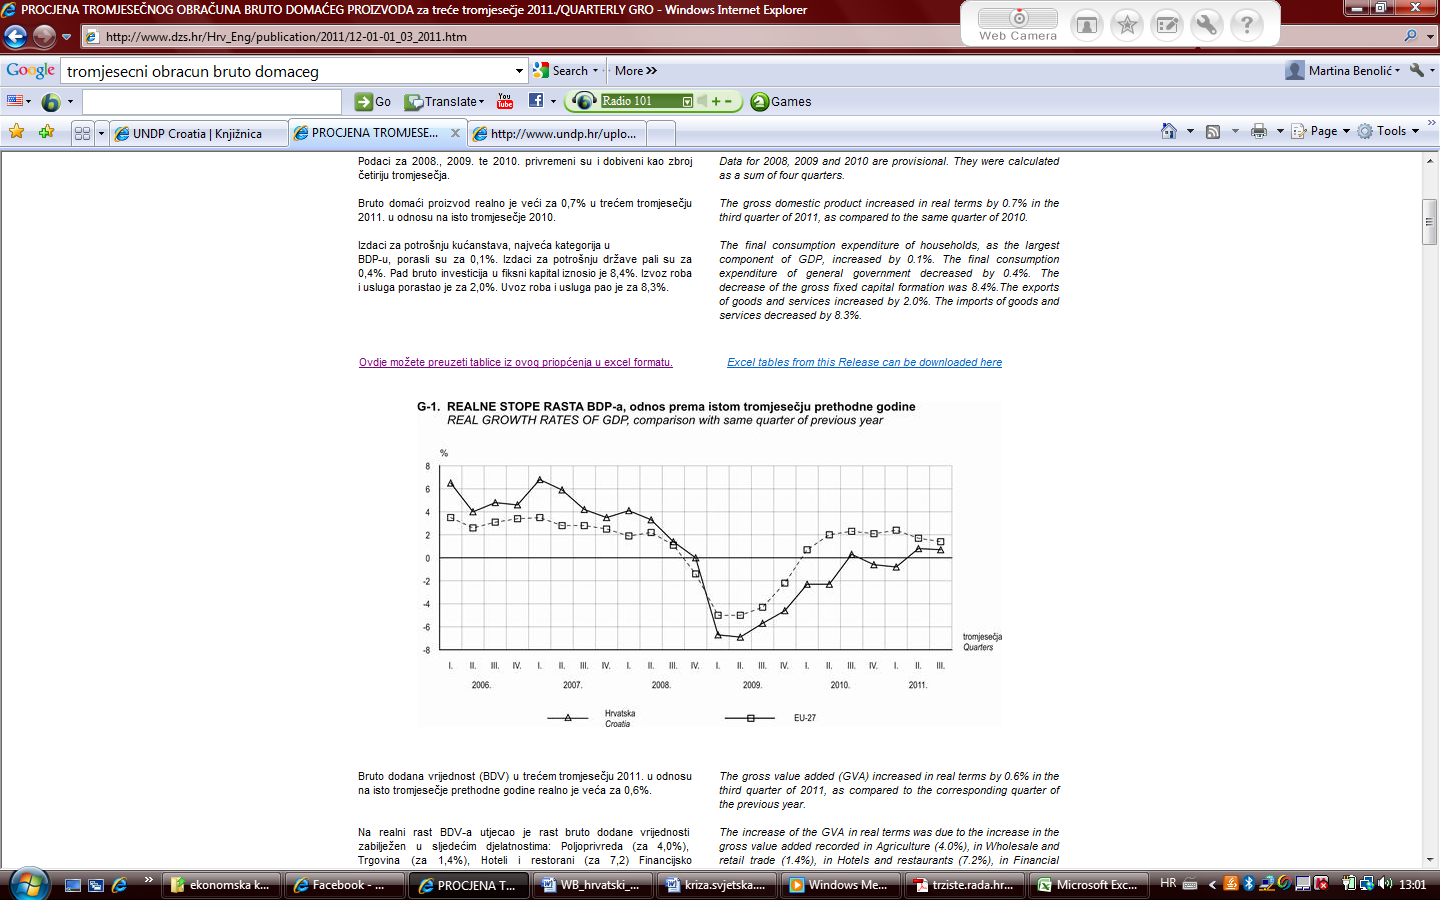 PROCJENA TROMJESEČNOG OBRAČUNA BRUTO DOMAĆEG PROIZVODA za treće tromjesečje 2011./QUARTERLY GRO - Windows Internet Explorer
Web Camera
http://www.dzs.hr/Hrv_Eng/publication/2011/12-01-01_03_2011.htm
Google tromjesecni obracun bruto domaceg Search More »
Martina Benolić
Go Translate You Tube Radio 101 Games
UNDP Croatia | Knjižnica PROCJENA TROMJESE... X http://www.undp.hr/uplo...
Page Tools
Podaci za 2008., 2009. te 2010. privremeni su i dobiveni kao zbroj
četiriju tromjesečja.
Bruto domaći proizvod realno je veći za 0,7% u trećem tromjesečju
2011. u odnosu na isto tromjesečje 2010.
Izdaci za potrošnju kućanstava, najveća kategorija u
BDP-u, porasli su za 0,1%. Izdaci za potrošnju države pali su za
0,4%. Pad bruto investicija u fiksni kapital iznosio je 8,4%. Izvoz roba
i usluga porastao je za 2,0%. Uvoz roba i usluga pao je za 8,3%.
Data for 2008, 2009 and 2010 are provisional. They were calculated
as a sum of four quarters.
The gross domestic product increased in real terms by 0.7% in the
third quarter of 2011, as compared to the same quarter of 2010.
The final consumption expenditure of households, as the largest
component of GDP, increased by 0.1%. The final consumption
expenditure of general government decreased by 0.4%. The
decrease of the gross fixed capital formation was 8.4%.The exports
of goods and services increased by 2.0%. The imports of goods and
services decreased by 8.3%.
Ovdje možete preuzeti tablice iz ovog priopćenja u excel formatu.
Excel tables from this Release can be downloaded here
G-1. REALNE STOPE RASTA BDP-a, odnos prema istom tromjesečju prethodne godine
REAL GROWTH RATES OF GDP, comparison with same quarter of previous year
%
8
6
4
2
0
-2
-4
-6
-8
tromjesečja
Quarters
I. II. III. IV. I. II. III. IV. I. II. III. IV. I. II. III. IV. I. II. III. IV. I. II. III.
2006. 2007. 2008. 2009. 2010. 2011.
Hrvatska
Croatia
EU-27
Bruto dodana vrijednost (BDV) u trećem tromjesečju 2011. u odnosu
na isto tromjesečje prethodne godine realno je veća za 0,6%.
Na realni rast BDV-a utjecao je rast bruto dodane vrijednosti
zabilježen u sljedećim djelatnostima: Poljoprivreda (za 4,0%),
Trgovina (za 1,4%), Hoteli i restorani (za 7,2) Financijsko
The gross value added (GVA) increased in real terms by 0.6% in the
third quarter of 2011, as compared to the corresponding quarter of
the previous year.
The increase of the GVA in real terms was due to the increase in the
gross value added recorded in Agriculture (4.0%), in Wholesale and
retail trade (1.4%), in Hotels and restaurants (7.2%), in Financial
» ekonomska k... Facebook - ... PROCJENA T... WB_hrvatski_... kriza.svjetska.... Windows Me... trziste.rada.hr... Microsoft Exc... HR 13:01